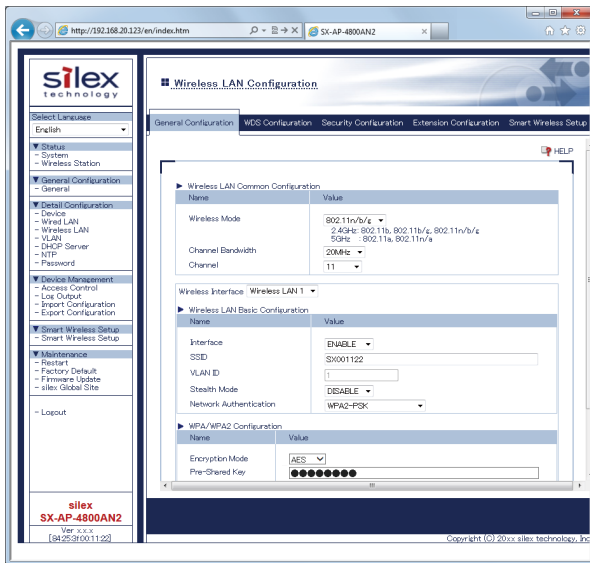 http://192.168.20.123/en/index.htm
SX-AP-4800AN2
silex
technology
Select Language
English
▼ Status
- System
- Wireless Station
▼ General Configuration
- General
▼ Detail Configuration
- Device
- Wired LAN
- Wireless LAN
- VLAN
- DHCP Server
- NTP
- Password
▼ Device Management
- Access Control
- Log Output
- Import Configuration
- Export Configuration
▼ Smart Wireless Setup
- Smart Wireless Setup
▼ Maintenance
- Restart
- Factory Default
- Firmware Update
- silex Global Site
- Logout
silex
SX-AP-4800AN2
Ver x.x.x
[84:25:3f:00:11:22]
Wireless LAN Configuration
General Configuration WDS Configuration Security Configuration Extension Configuration Smart Wireless Setup
HELP
▶ Wireless LAN Common Configuration
Name Value
Wireless Mode 802.11n/b/g
2.4GHz: 802.11b, 802.11b/g, 802.11n/b/g
5GHz : 802.11a, 802.11n/a
Channel Bandwidth 20MHz
Channel 11
Wireless Interface Wireless LAN 1
▶ Wireless LAN Basic Configuration
Name Value
Interface ENABLE
SSID SX001122
VLAN ID 1
Stealth Mode DISABLE
Network Authentication WPA2-PSK
▶ WPA/WPA2 Configuration
Name Value
Encryption Mode AES
Pre-Shared Key ●●●●●●●●
Copyright (C) 20xx silex technology, Inc